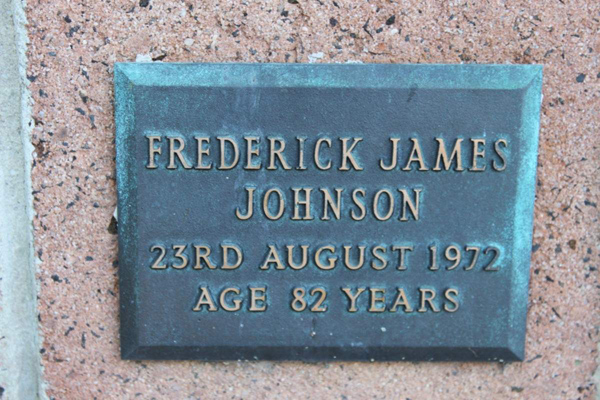 FREDERICK JAMES
JOHNSON
23RD AUGUST 1972
AGE 82 YEARS